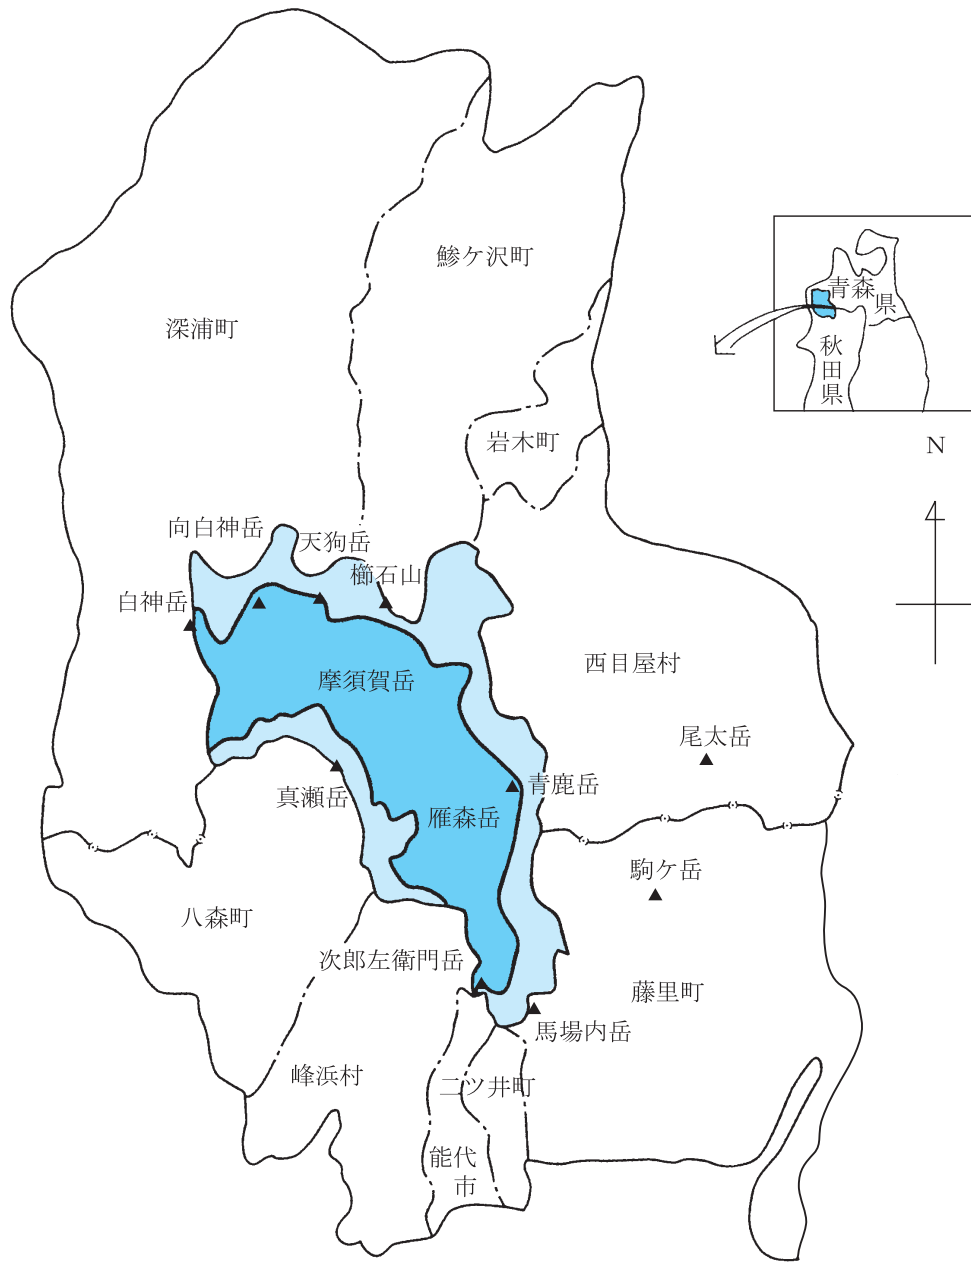 鰺ケ沢町
深浦町
青森
県
秋
田
県
岩木町
N
向白神岳
天狗岳
櫛石山
白神岳
西目屋村
摩須賀岳
尾太岳
青鹿岳
真瀬岳
雁森岳
駒ケ岳
八森町
次郎左衛門岳
藤里町
馬場内岳
峰浜村
二ツ井町
能代
市